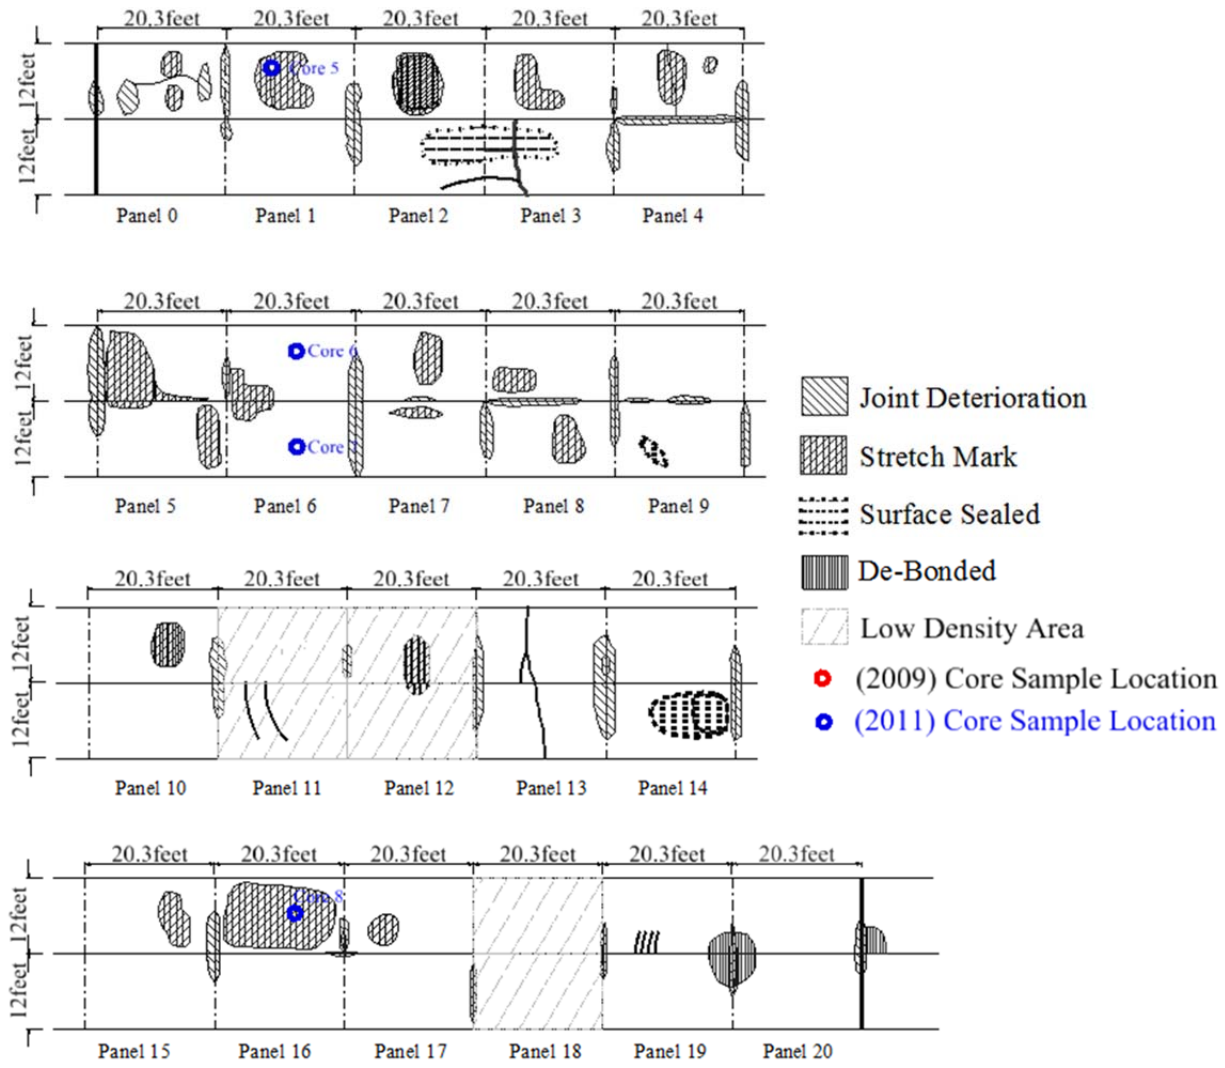 20.3feet 20.3feet 20.3feet 20.3feet 20.3feet
12feet
12feet
Core 5
Panel 0 Panel 1 Panel 2 Panel 3 Panel 4
20.3feet 20.3feet 20.3feet 20.3feet 20.3feet
12feet
12feet
Core 6
Core 7
Panel 5 Panel 6 Panel 7 Panel 8 Panel 9
Joint Deterioration
Stretch Mark
Surface Sealed
De-Bonded
Low Density Area
(2009) Core Sample Location
(2011) Core Sample Location
20.3feet 20.3feet 20.3feet 20.3feet 20.3feet
12feet
12feet
Panel 10 Panel 11 Panel 12 Panel 13 Panel 14
20.3feet 20.3feet 20.3feet 20.3feet 20.3feet 20.3feet
12feet
12feet
Core 8
Panel 15 Panel 16 Panel 17 Panel 18 Panel 19 Panel 20